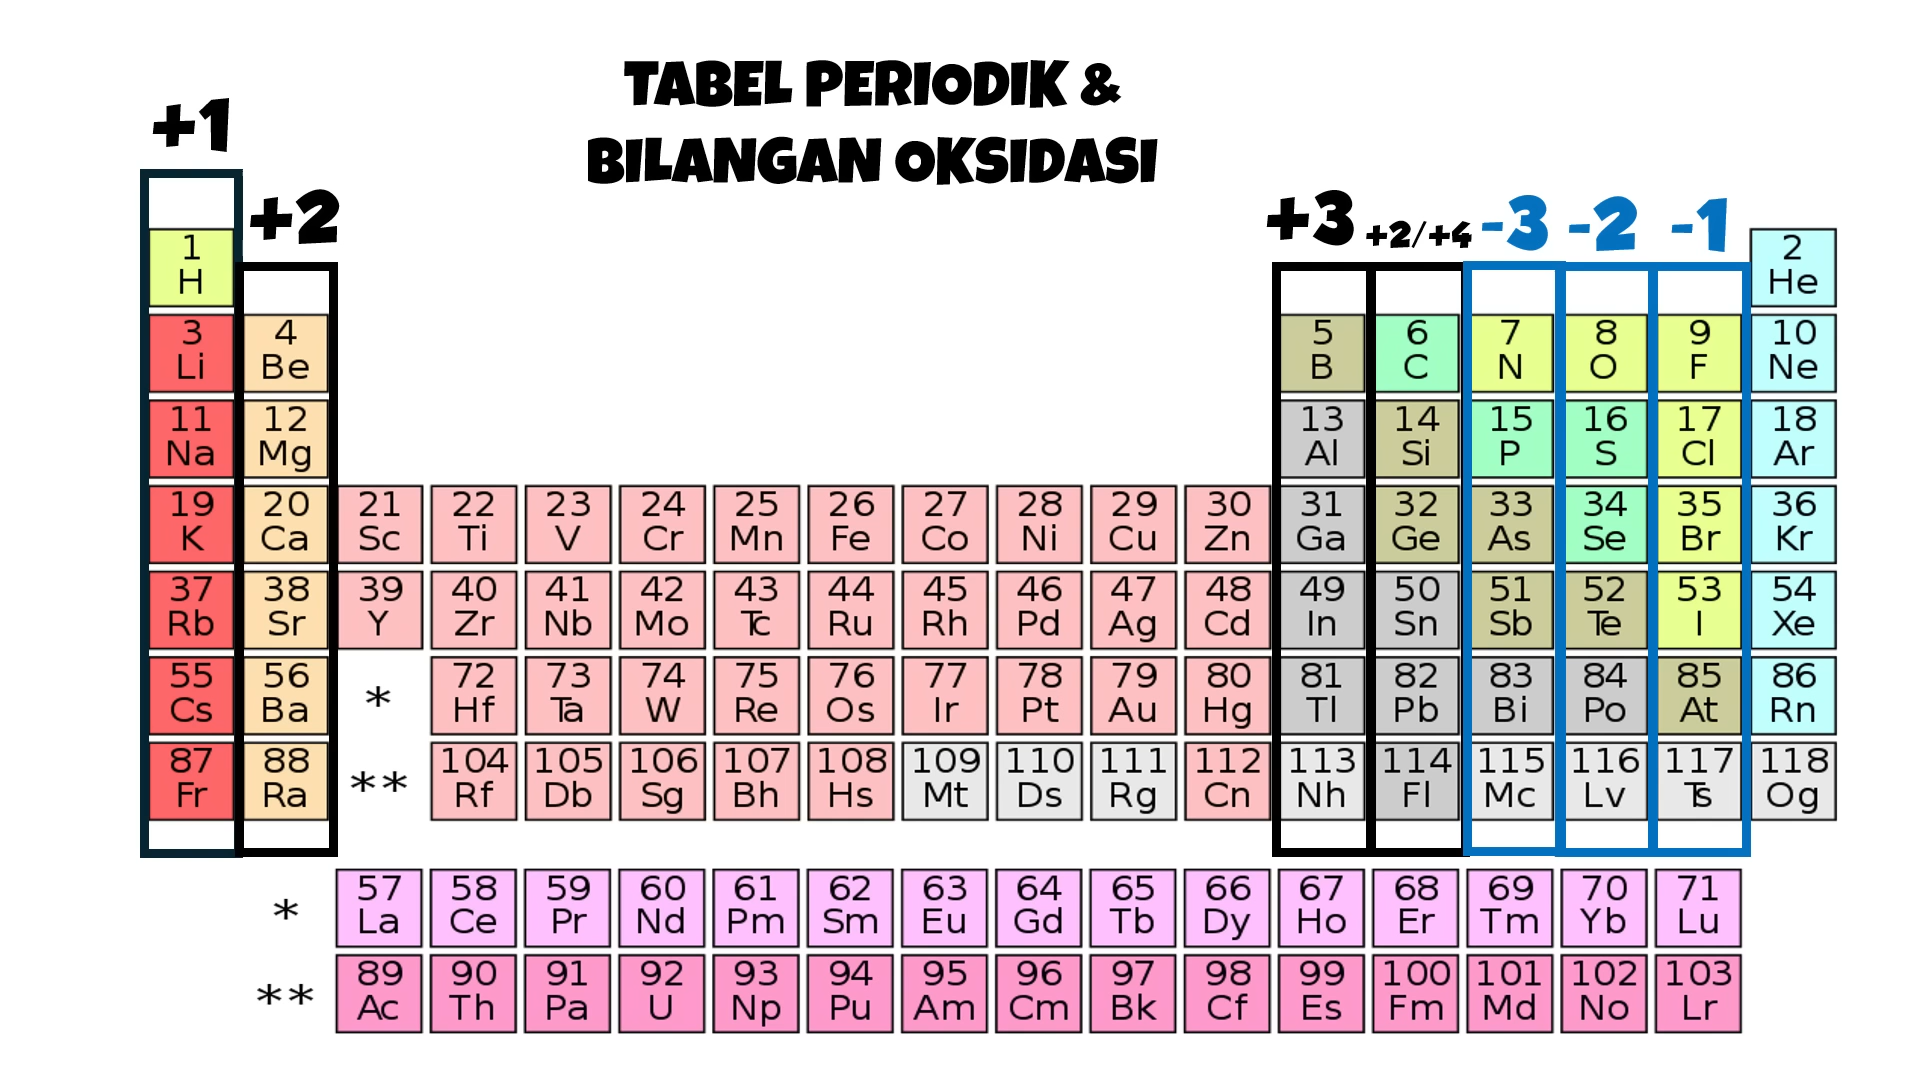 TABEL PERIODIK &
BILANGAN OKSIDASI
+1
+2
+3 +2/+4 -3 -2 -1
1 2
H He
3 4 5 6 7 8 9 10
Li Be B C N O F Ne
11 12 13 14 15 16 17 18
Na Mg Al Si P S Cl Ar
19 20 21 22 23 24 25 26 27 28 29 30 31 32 33 34 35 36
K Ca Sc Ti V Cr Mn Fe Co Ni Cu Zn Ga Ge As Se Br Kr
37 38 39 40 41 42 43 44 45 46 47 48 49 50 51 52 53 54
Rb Sr Y Zr Nb Mo Tc Ru Rh Pd Ag Cd In Sn Sb Te I Xe
55 56 * 72 73 74 75 76 77 78 79 80 81 82 83 84 85 86
Cs Ba Hf Ta W Re Os Ir Pt Au Hg Tl Pb Bi Po At Rn
87 88 ** 104 105 106 107 108 109 110 111 112 113 114 115 116 117 118
Fr Ra Rf Db Sg Bh Hs Mt Ds Rg Cn Nh Fl Mc Lv Ts Og
* 57 58 59 60 61 62 63 64 65 66 67 68 69 70 71
La Ce Pr Nd Pm Sm Eu Gd Tb Dy Ho Er Tm Yb Lu
** 89 90 91 92 93 94 95 96 97 98 99 100 101 102 103
Ac Th Pa U Np Pu Am Cm Bk Cf Es Fm Md No Lr